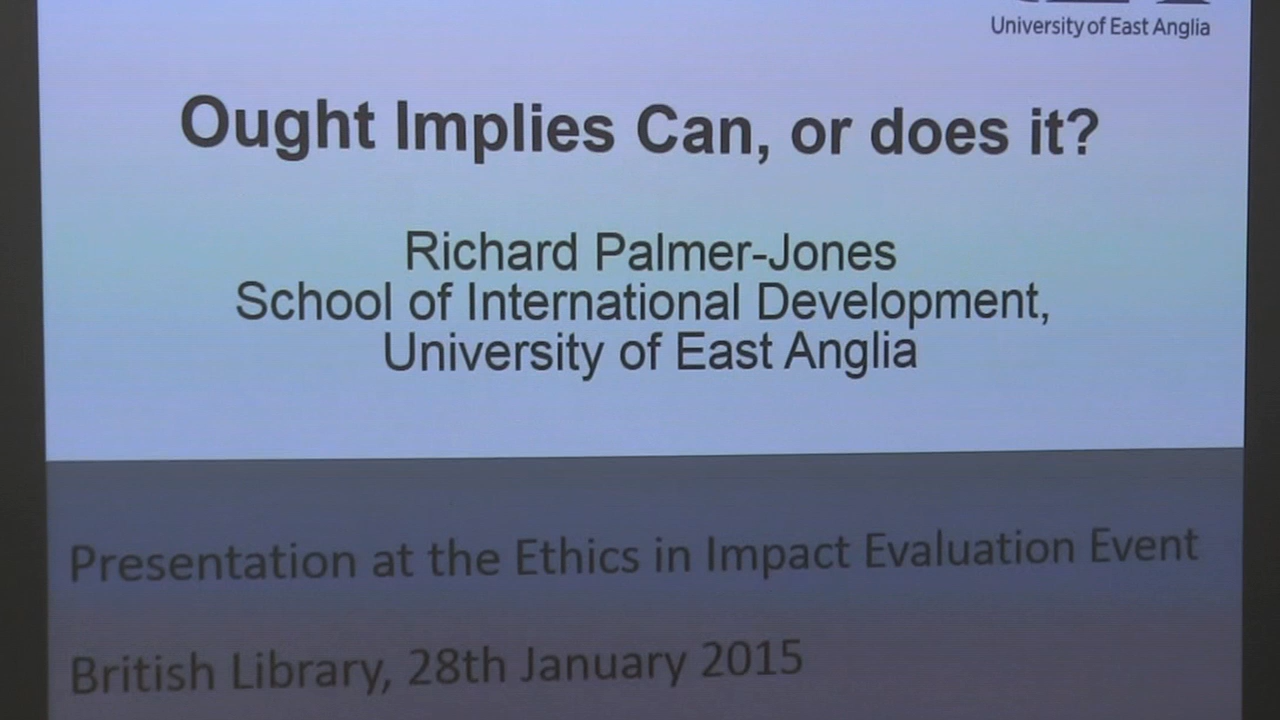 University of East Anglia
Ought Implies Can, or does it?
Richard Palmer-Jones
School of International Development,
University of East Anglia
Presentation at the Ethics in Impact Evaluation Event
British Library, 28th January 2015